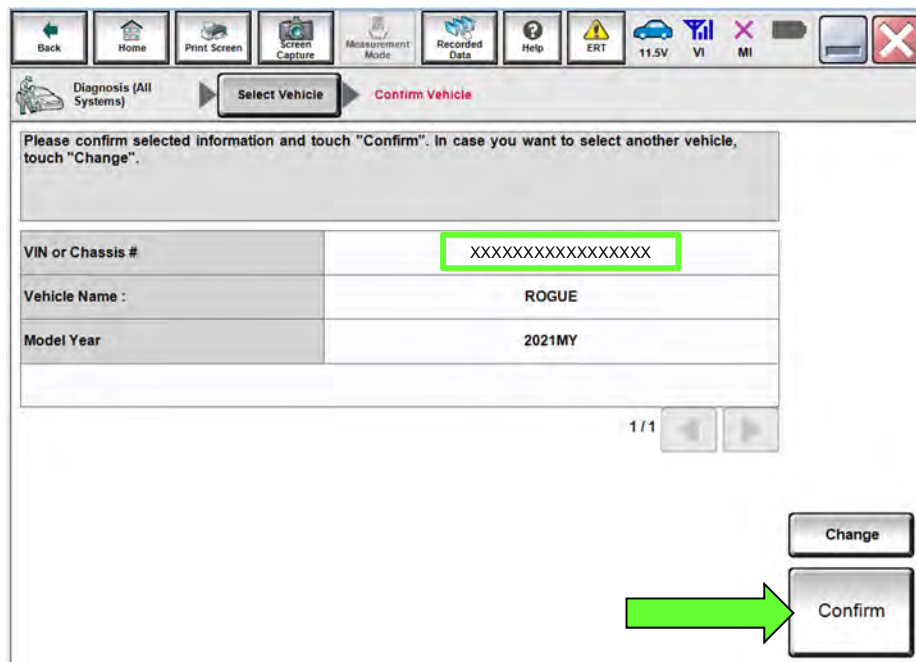 Back
Home
Print Screen
Screen
Capture
Measurement
Mode
Recorded
Data
Help
ERT
11.5V
VI
MI
Diagnosis (All
Systems)
Select Vehicle
Confirm Vehicle
Please confirm selected information and touch "Confirm". In case you want to select another vehicle,
touch "Change".
VIN or Chassis #
XXXXXXXXXXXXXXXXX
Vehicle Name :
ROGUE
Model Year
2021MY
1/1
Change
Confirm